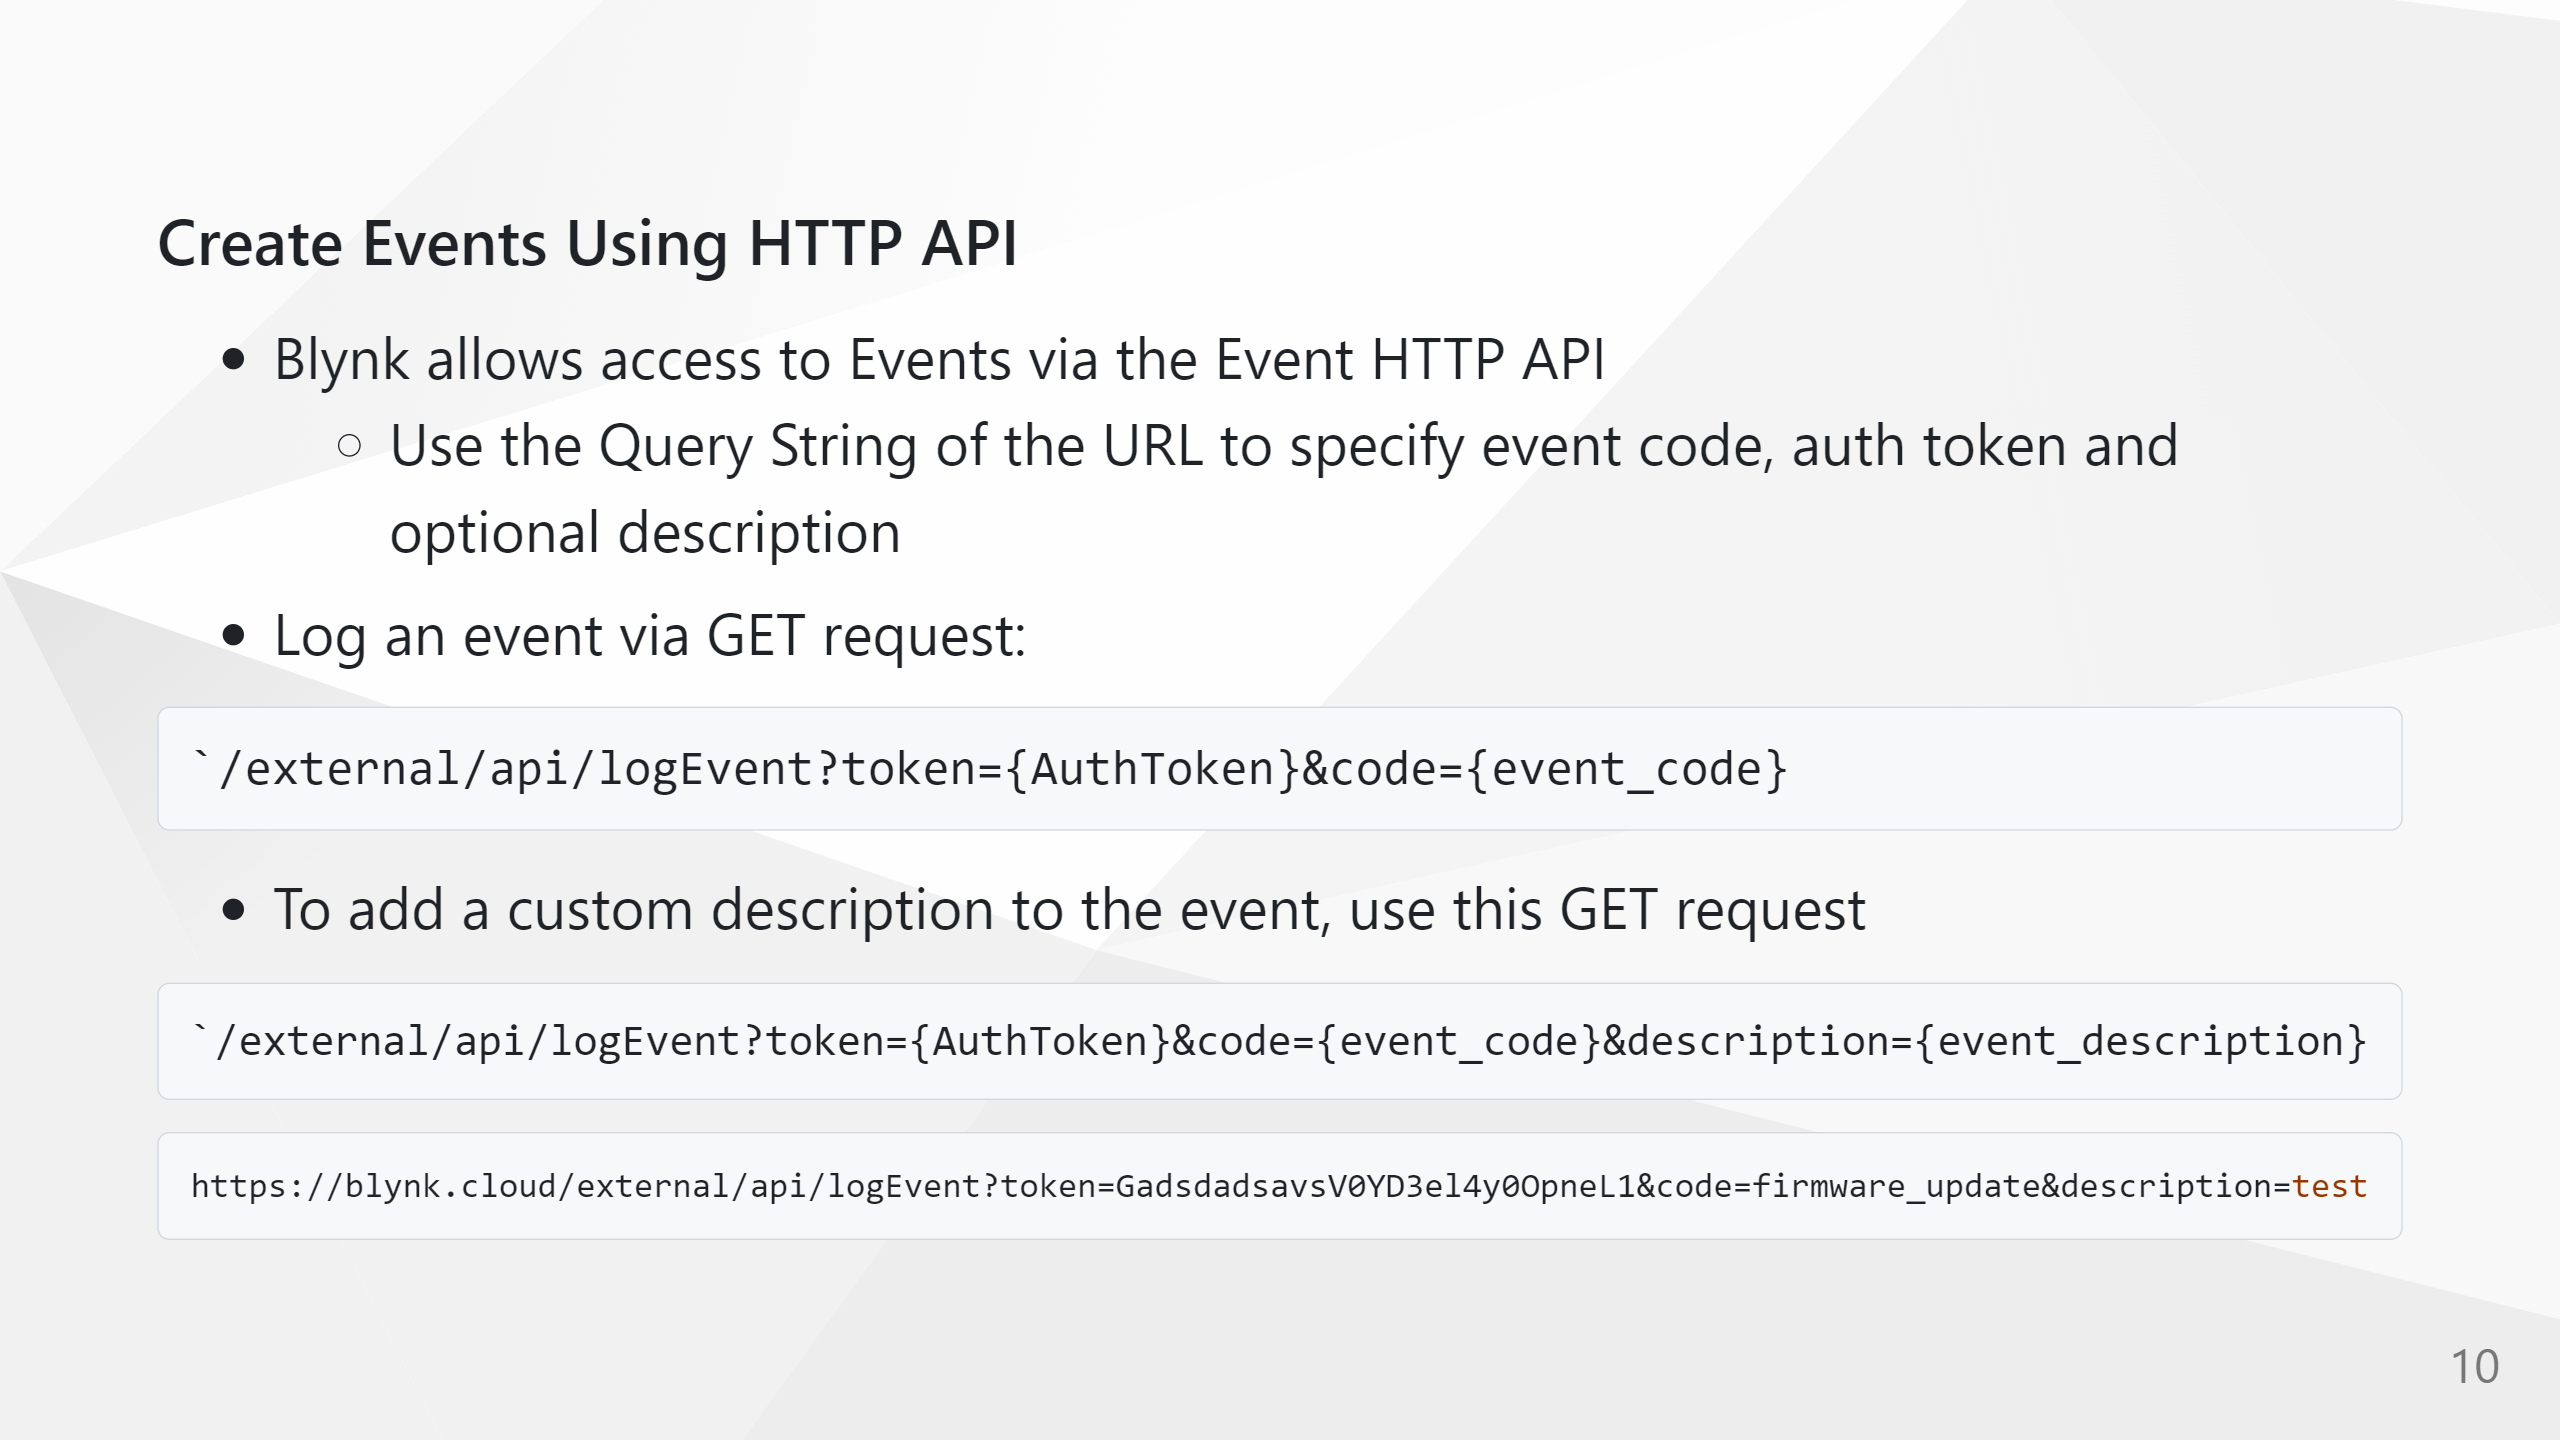 Create Events Using HTTP API
• Blynk allows access to Events via the Event HTTP API
○ Use the Query String of the URL to specify event code, auth token and
optional description
• Log an event via GET request:
`/external/api/logEvent?token={AuthToken}&code={event_code}
• To add a custom description to the event, use this GET request
`/external/api/logEvent?token={AuthToken}&code={event_code}&description={event_description}
https://blynk.cloud/external/api/logEvent?token=GadsdadsavsV0YD3el4y0OpneL1&code=firmware_update&description=test
10